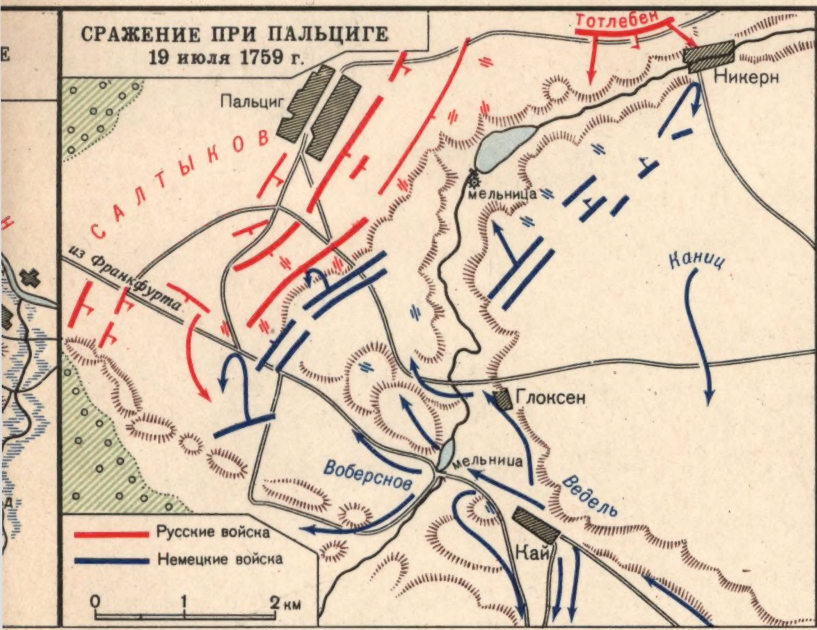 СРАЖЕНИЕ ПРИ ПАЛЬЦИГЕ
19 июля 1759 г.
Тотлебен
Никерн
Пальциг
САЛТЫКОВ
мельница
из Франкфурта
Каниц
Глоксен
Воберснов
мельница
Ведель
Кай
Русские войска
Немецкие войска
0 1 2 км